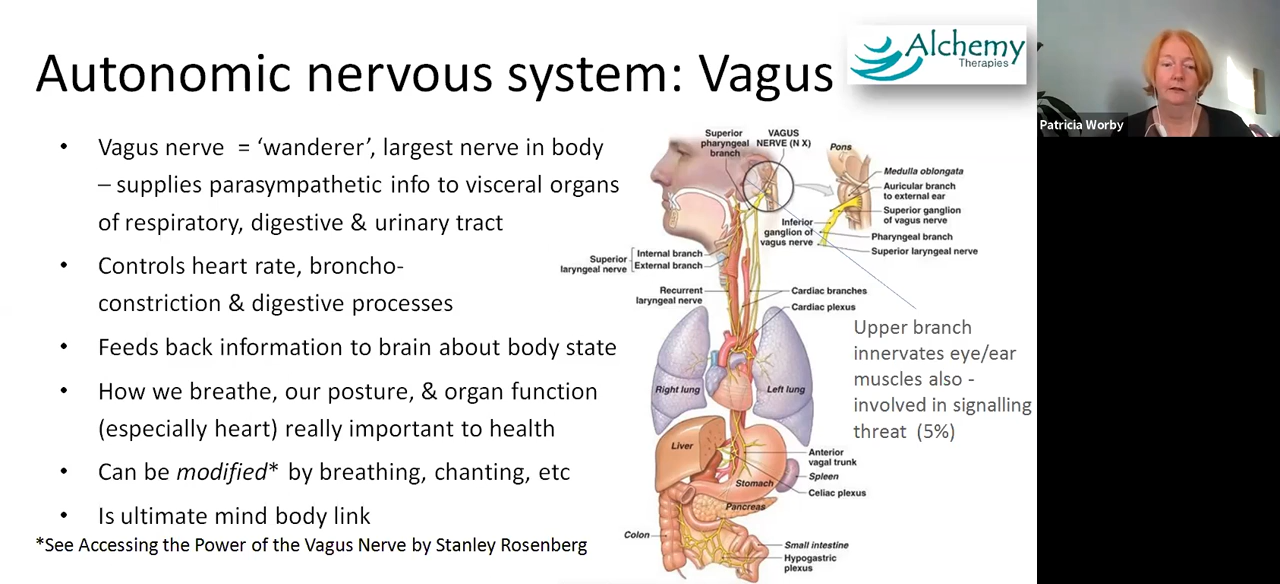 Autonomic nervous system: Vagus
Alchemy
Therapies
Patricia Worby
• Vagus nerve = ‘wanderer’, largest nerve in body
– supplies parasympathetic info to visceral organs
of respiratory, digestive & urinary tract
• Controls heart rate, broncho-
constriction & digestive processes
• Feeds back information to brain about body state
• How we breathe, our posture, & organ function
(especially heart) really important to health
• Can be modified* by breathing, chanting, etc
• Is ultimate mind body link
*See Accessing the Power of the Vagus Nerve by Stanley Rosenberg
Superior
pharyngeal
branch
VAGUS
NERVE (N X)
Pons
Medulla oblongata
Auricular branch
to external ear
Superior ganglion
of vagus nerve
Inferior
ganglion of
vagus nerve
Pharyngeal branch
Superior laryngeal nerve
Superior
laryngeal nerve
Internal branch
External branch
Recurrent
laryngeal nerve
Cardiac branches
Cardiac plexus
Right lung
Left lung
Liver
Anterior
vagal trunk
Spleen
Stomach
Celiac plexus
Pancreas
Colon
Small intestine
Hypogastric
plexus
Upper branch
innervates eye/ear
muscles also -
involved in signalling
threat (5%)